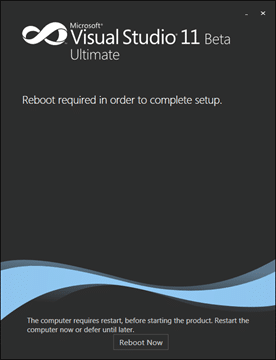 Microsoft®
Visual Studio® 11 Beta
Ultimate
Reboot required in order to complete setup.
The computer requires restart, before starting the product. Restart the
computer now or defer until later.
Reboot Now